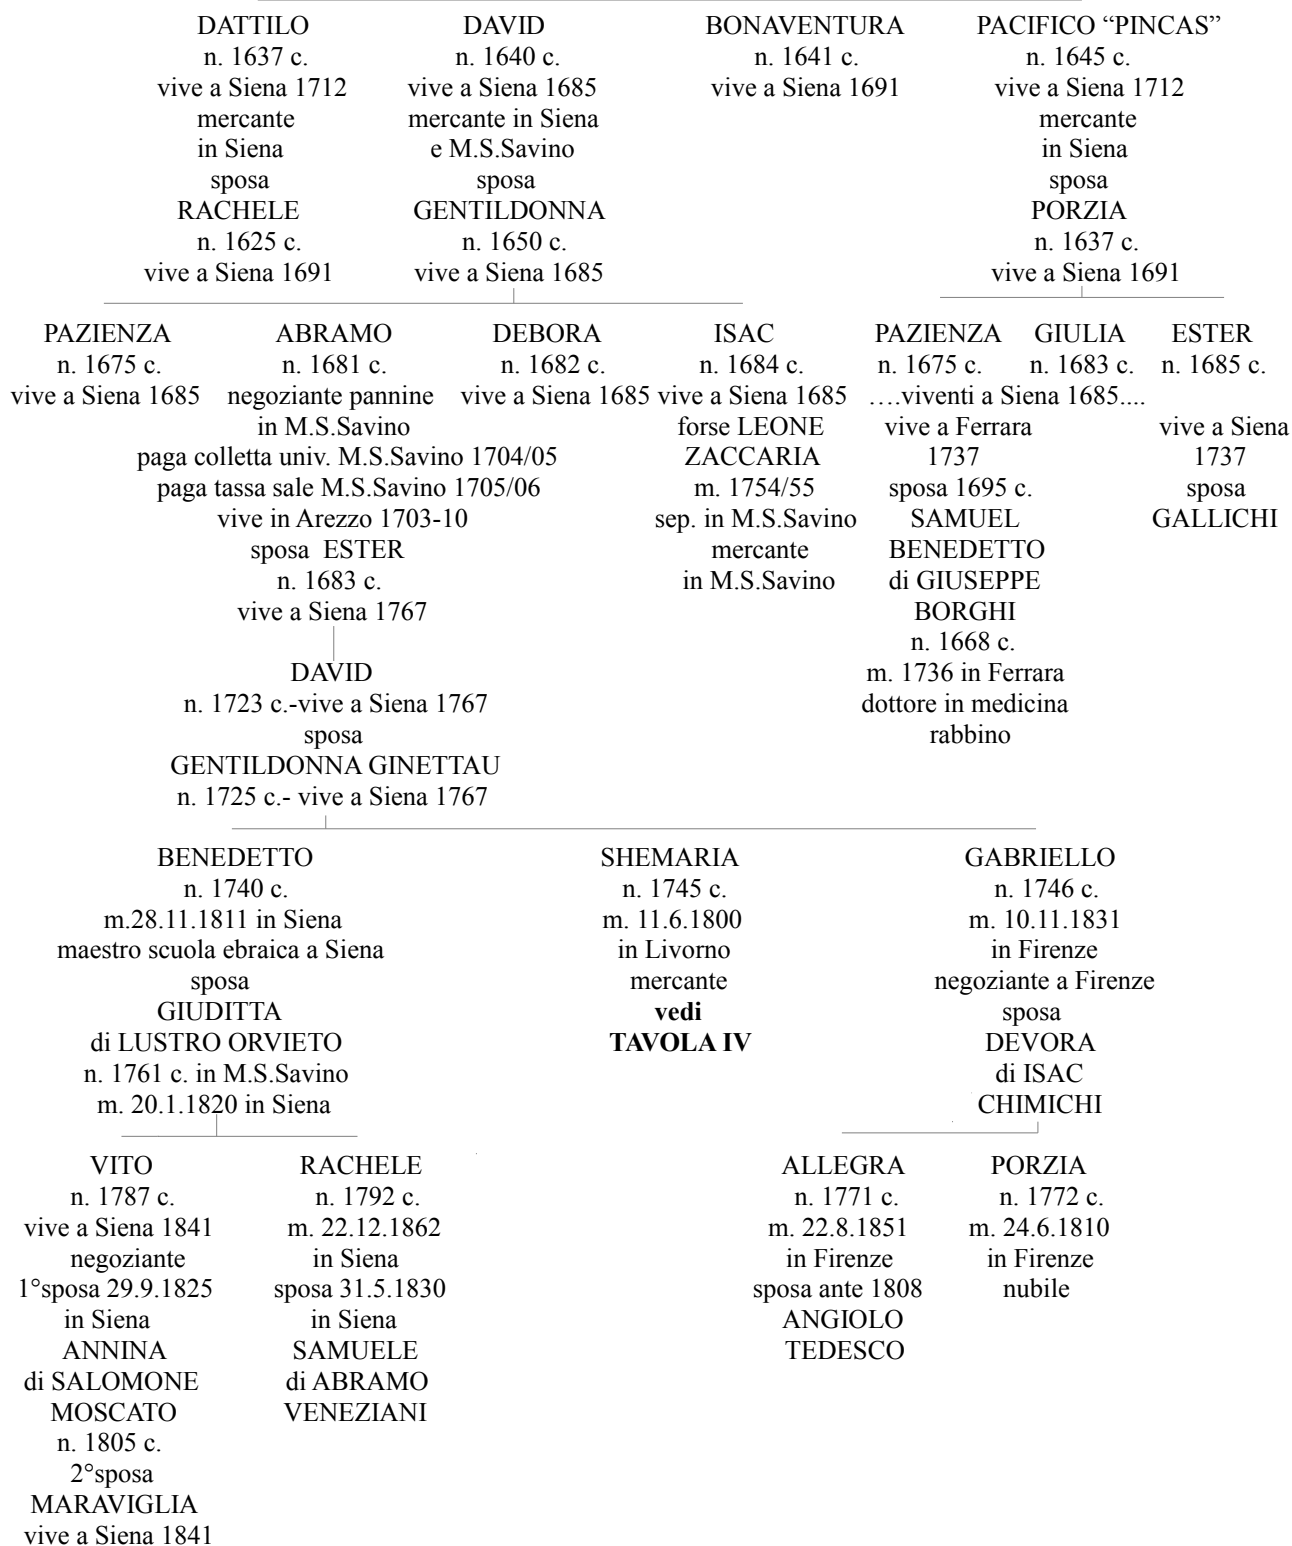 DATTILO
n. 1637 c.
vive a Siena 1712
mercante
in Siena
sposa
RACHELE
n. 1625 c.
vive a Siena 1691
DAVID
n. 1640 c.
vive a Siena 1685
mercante in Siena
e M.S.Savino
sposa
GENTILDONNA
n. 1650 c.
vive a Siena 1685
BONAVENTURA
n. 1641 c.
vive a Siena 1691
PACIFICO “PINCAS”
n. 1645 c.
vive a Siena 1712
mercante
in Siena
sposa
PORZIA
n. 1637 c.
vive a Siena 1691
PAZIENZA
n. 1675 c.
vive a Siena 1685
ABRAMO
n. 1681 c.
negoziante pannine
in M.S.Savino
paga colletta univ. M.S.Savino 1704/05
paga tassa sale M.S.Savino 1705/06
vive in Arezzo 1703-10
sposa ESTER
n. 1683 c.
vive a Siena 1767
DEBORA
n. 1682 c.
vive a Siena 1685
ISAC
n. 1684 c.
vive a Siena 1685
forse LEONE
ZACCARIA
m. 1754/55
sep. in M.S.Savino
mercante
in M.S.Savino
PAZIENZA GIULIA ESTER
n. 1675 c. n. 1683 c. n. 1685 c.
….viventi a Siena 1685....
vive a Ferrara
1737
sposa 1695 c.
SAMUEL
BENEDETTO
di GIUSEPPE
BORGHI
n. 1668 c.
m. 1736 in Ferrara
dottore in medicina
rabbino
vive a Siena
1737
sposa
GALLICHI
DAVID
n. 1723 c.-vive a Siena 1767
sposa
GENTILDONNA GINETTAU
n. 1725 c.- vive a Siena 1767
BENEDETTO
n. 1740 c.
m.28.11.1811 in Siena
maestro scuola ebraica a Siena
sposa
GIUDITTA
di LUSTRO ORVIETO
n. 1761 c. in M.S.Savino
m. 20.1.1820 in Siena
SHEMARIA
n. 1745 c.
m. 11.6.1800
in Livorno
mercante
vedi
TAVOLA IV
GABRIELLO
n. 1746 c.
m. 10.11.1831
in Firenze
negoziante a Firenze
sposa
DEVORA
di ISAC
CHIMICHI
VITO
n. 1787 c.
vive a Siena 1841
negoziante
1°sposa 29.9.1825
in Siena
ANNINA
di SALOMONE
MOSCATO
n. 1805 c.
2°sposa
MARAVIGLIA
vive a Siena 1841
RACHELE
n. 1792 c.
m. 22.12.1862
in Siena
sposa 31.5.1830
in Siena
SAMUELE
di ABRAMO
VENEZIANI
ALLEGRA
n. 1771 c.
m. 22.8.1851
in Firenze
sposa ante 1808
ANGIOLO
TEDESCO
PORZIA
n. 1772 c.
m. 24.6.1810
in Firenze
nubile